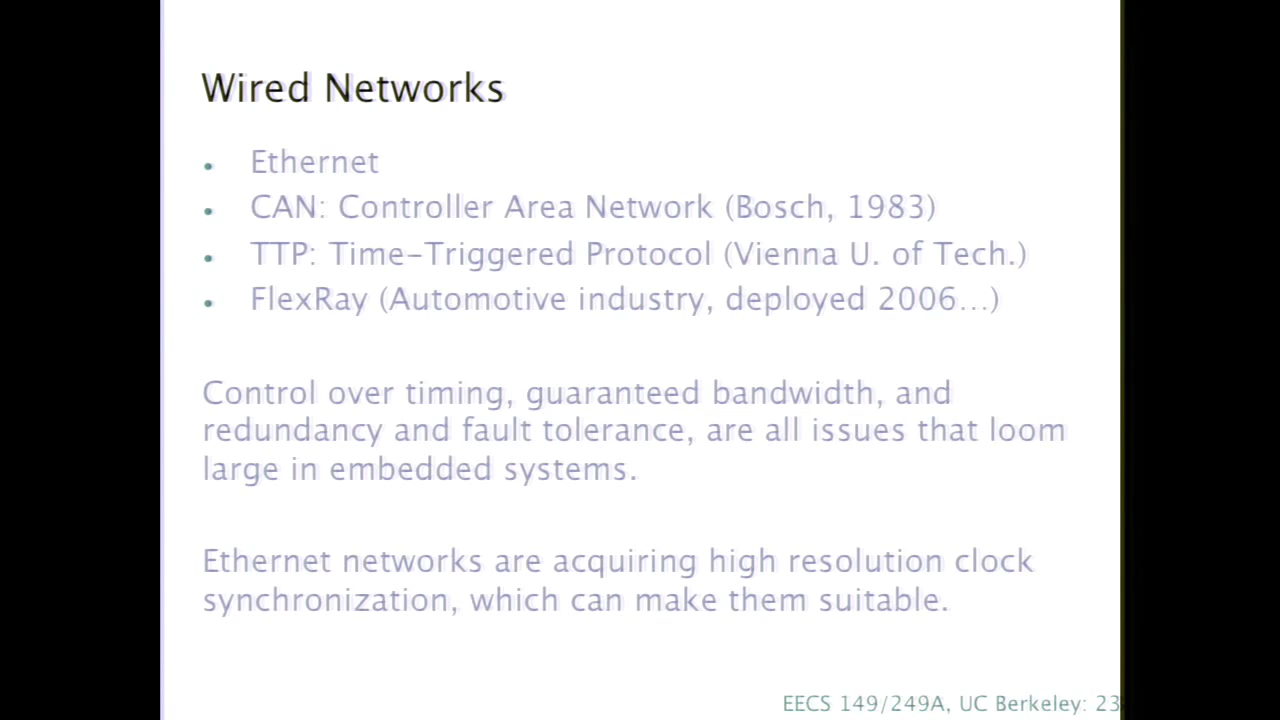 Wired Networks
• Ethernet
• CAN: Controller Area Network (Bosch, 1983)
• TTP: Time-Triggered Protocol (Vienna U. of Tech.)
• FlexRay (Automotive industry, deployed 2006…)
Control over timing, guaranteed bandwidth, and
redundancy and fault tolerance, are all issues that loom
large in embedded systems.
Ethernet networks are acquiring high resolution clock
synchronization, which can make them suitable.
EECS 149/249A, UC Berkeley: 23